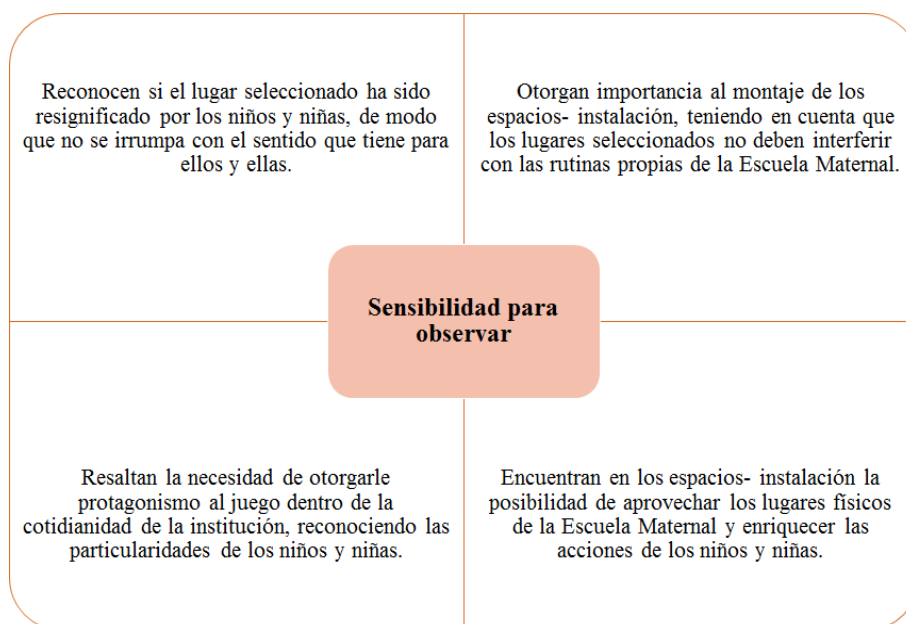 Reconocen si el lugar seleccionado ha sido
resignificado por los niños y niñas, de modo
que no se irrumpa con el sentido que tiene para
ellos y ellas.
Otorgan importancia al montaje de los
espacios- instalación, teniendo en cuenta que
los lugares seleccionados no deben interferir
con las rutinas propias de la Escuela Maternal.
Sensibilidad para
observar
Resaltan la necesidad de otorgarle
protagonismo al juego dentro de la
cotidianidad de la institución, reconociendo las
particularidades de los niños y niñas.
Encuentran en los espacios- instalación la
posibilidad de aprovechar los lugares físicos
de la Escuela Maternal y enriquecer las
acciones de los niños y niñas.